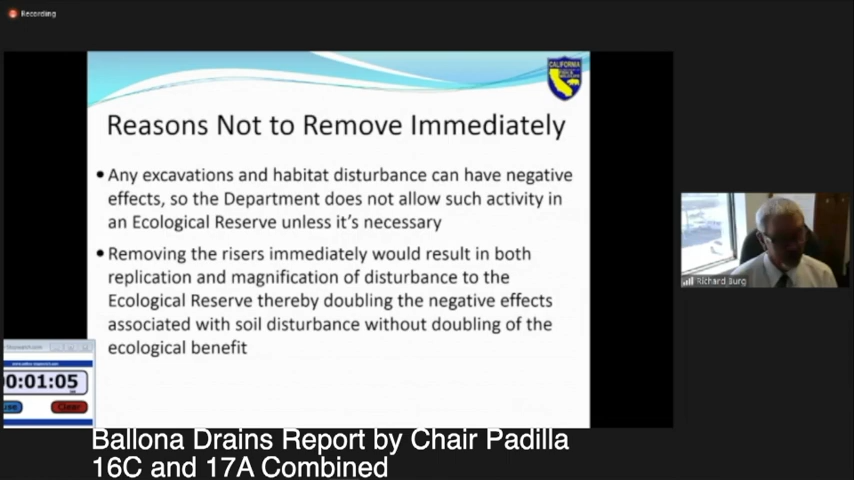 Recording
CALIFORNIA
Reasons Not to Remove Immediately
• Any excavations and habitat disturbance can have negative
effects, so the Department does not allow such activity in
an Ecological Reserve unless it's necessary
• Removing the risers immediately would result in both
replication and magnification of disturbance to the
Ecological Reserve thereby doubling the negative effects
associated with soil disturbance without doubling of the
ecological benefit
Richard Burg
00:01:05
Clear
Ballona Drains Report by Chair Padilla
16C and 17A Combined